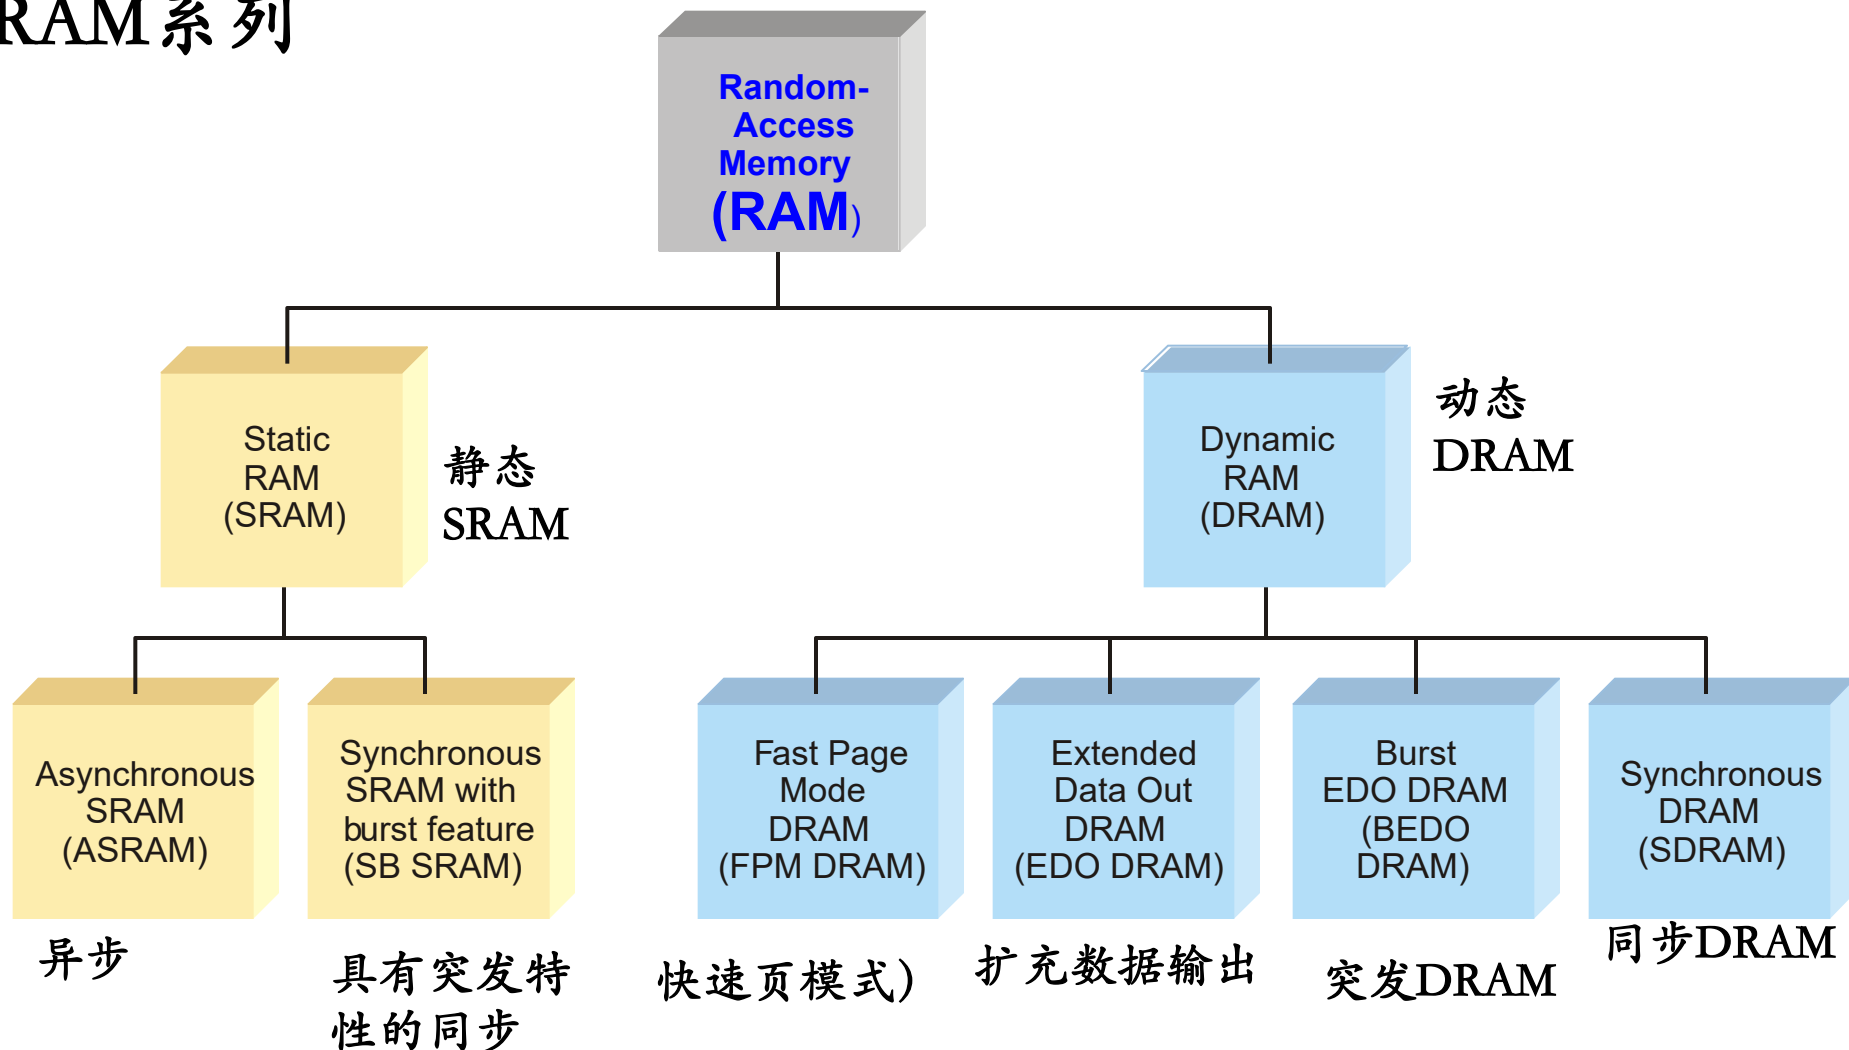 RAM系列
Random-
Access
Memory
(RAM)
Static
RAM
(SRAM)
静态
SRAM
Dynamic
RAM
(DRAM)
动态
DRAM
Asynchronous
SRAM
(ASRAM)
异步
Synchronous
SRAM with
burst feature
(SB SRAM)
具有突发特
性的同步
Fast Page
Mode
DRAM
(FPM DRAM)
快速页模式)
Extended
Data Out
DRAM
(EDO DRAM)
扩充数据输出
Burst
EDO DRAM
(BEDO
DRAM)
突发DRAM
Synchronous
DRAM
(SDRAM)
同步DRAM